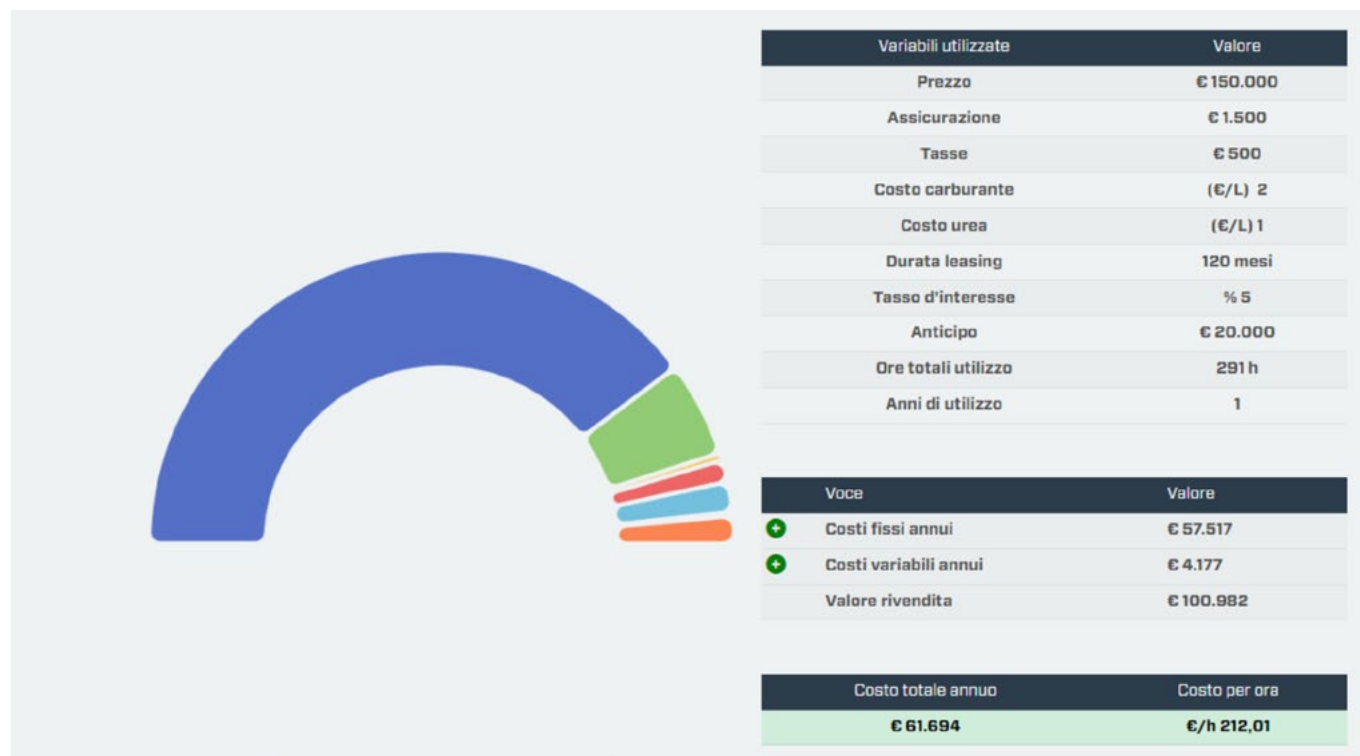 Variabili utilizzate Valore
Prezzo € 150.000
Assicurazione € 1.500
Tasse € 500
Costo carburante (€/L) 2
Costo urea (€/L) 1
Durata leasing 120 mesi
Tasso d'interesse % 5
Anticipo € 20.000
Ore totali utilizzo 291 h
Anni di utilizzo 1
Voce Valore
Costi fissi annui € 57.517
Costi variabili annui € 4.177
Valore rivendita € 100.982
Costo totale annuo Costo per ora
€ 61.694 €/h 212,01